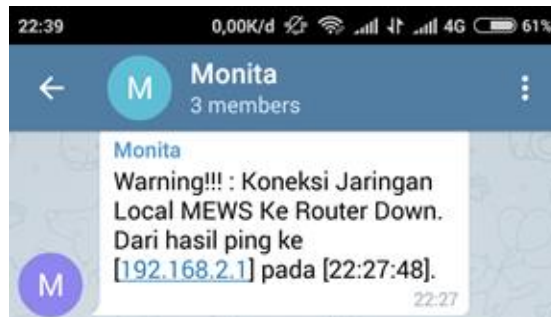 22:39 0,00K/d 4G 61%
M Monita
3 members
Monita
Warning!!! : Koneksi Jaringan
Local MEWS Ke Router Down.
Dari hasil ping ke
[192.168.2.1] pada [22:27:48].
M 22:27